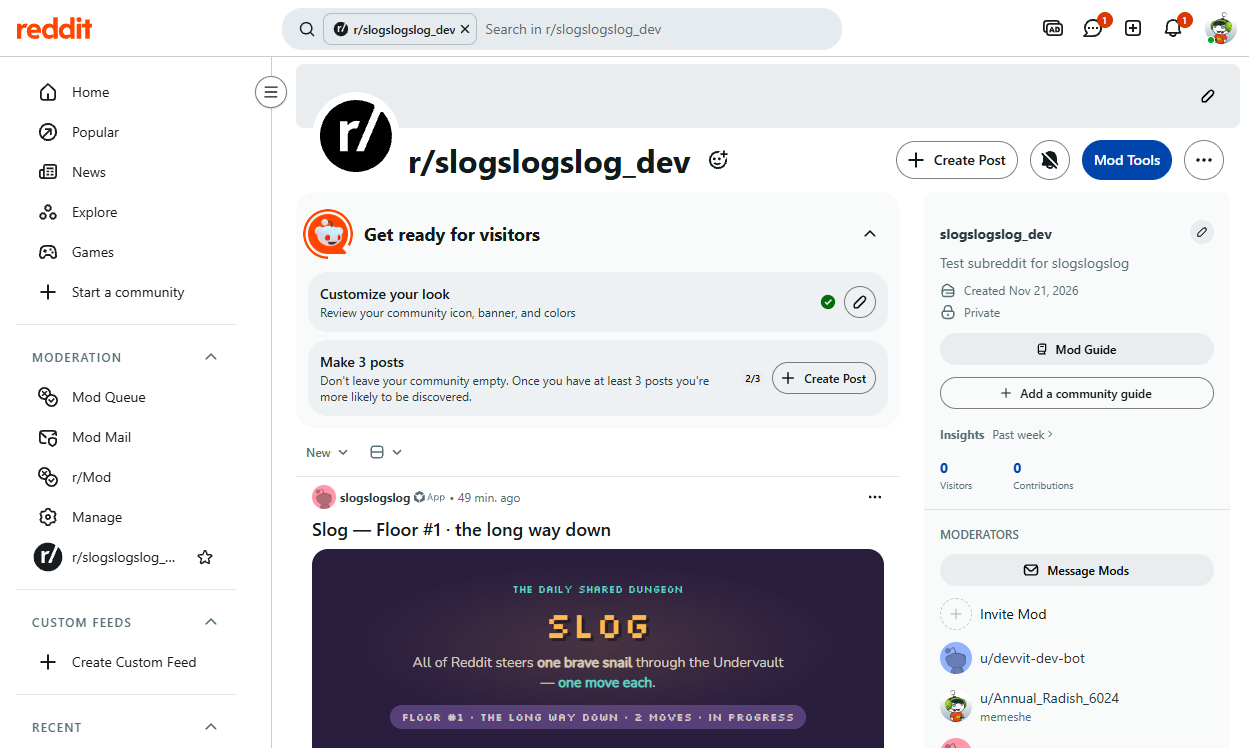 reddit
r/slogslogslog_dev
Search in r/slogslogslog_dev
AD
1
1
Home
Popular
News
Explore
Games
Start a community
MODERATION
Mod Queue
Mod Mail
r/Mod
Manage
r/ r/slogslogslog_...
CUSTOM FEEDS
Create Custom Feed
RECENT
r/
r/slogslogslog_dev
Create Post
Mod Tools
Get ready for visitors
Customize your look
Review your community icon, banner, and colors
Make 3 posts
Don't leave your community empty. Once you have at least 3 posts you're
more likely to be discovered.
2/3
Create Post
New
slogslogslog App • 49 min. ago
Slog — Floor #1 · the long way down
THE DAILY SHARED DUNGEON
SLOG
All of Reddit steers one brave snail through the Undervault
— one move each.
FLOOR #1 · THE LONG WAY DOWN · 2 MOVES · IN PROGRESS
slogslogslog_dev
Test subreddit for slogslogslog
Created Nov 21, 2026
Private
Mod Guide
Add a community guide
Insights Past week
0 0
Visitors Contributions
MODERATORS
Message Mods
Invite Mod
u/devvit-dev-bot
u/Annual_Radish_6024
memeshe